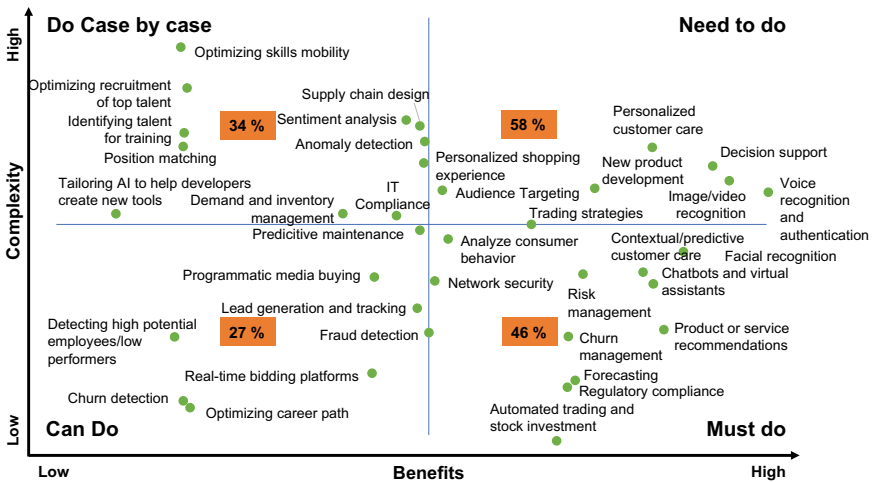 Do Case by case
Need to do
High
Optimizing skills mobility
Optimizing recruitment
of top talent
Supply chain design
Identifying talent
for training
34 %
Sentiment analysis
58 %
Personalized
customer care
Anomaly detection
Position matching
Personalized shopping
experience
New product
development
Decision support
Tailoring AI to help developers
create new tools
Demand and inventory
management
IT
Compliance
Audience Targeting
Image/video
recognition
Voice
recognition
and
authentication
Trading strategies
Complexity
Predicitive maintenance
Analyze consumer
behavior
Contextual/predictive
customer care
Facial recognition
Programmatic media buying
Network security
Chatbots and virtual
assistants
Risk
management
Lead generation and tracking
Detecting high potential
employees/low
performers
27 %
Fraud detection
46 %
Churn
management
Product or service
recommendations
Real-time bidding platforms
Forecasting
Regulatory compliance
Churn detection
Optimizing career path
Automated trading and
stock investment
Low
Can Do
Must do
Low
Benefits
High